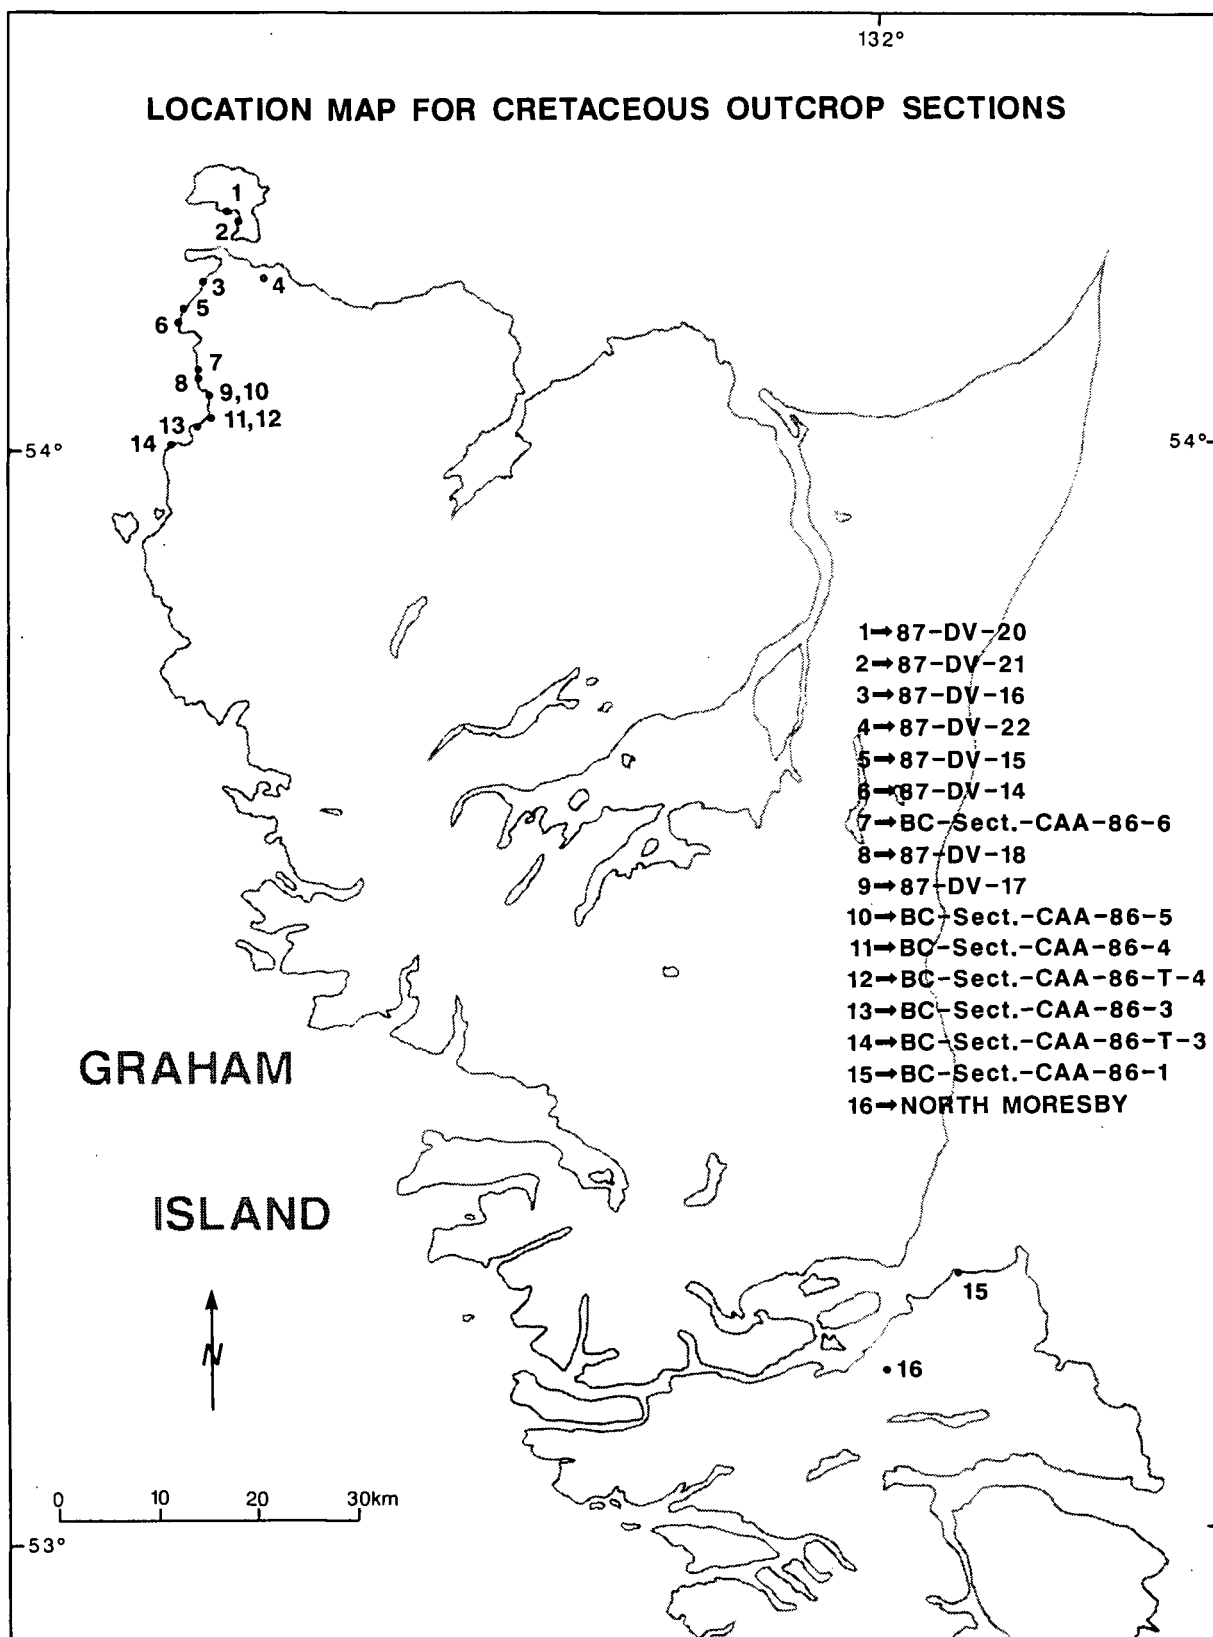 132°
LOCATION MAP FOR CRETACEOUS OUTCROP SECTIONS
1
2
3
4
5
6
7
8
9,10
11,12
13
14
54°
54°
1→87-DV-20
2→87-DV-21
3→87-DV-16
4→87-DV-22
5→87-DV-15
6→87-DV-14
7→BC-Sect.-CAA-86-6
8→87-DV-18
9→87-DV-17
10→BC-Sect.-CAA-86-5
11→BC-Sect.-CAA-86-4
12→BC-Sect.-CAA-86-T-4
13→BC-Sect.-CAA-86-3
14→BC-Sect.-CAA-86-T-3
15→BC-Sect.-CAA-86-1
16→NORTH MORESBY
GRAHAM
ISLAND
15
N
16
0 10 20 30km
53°